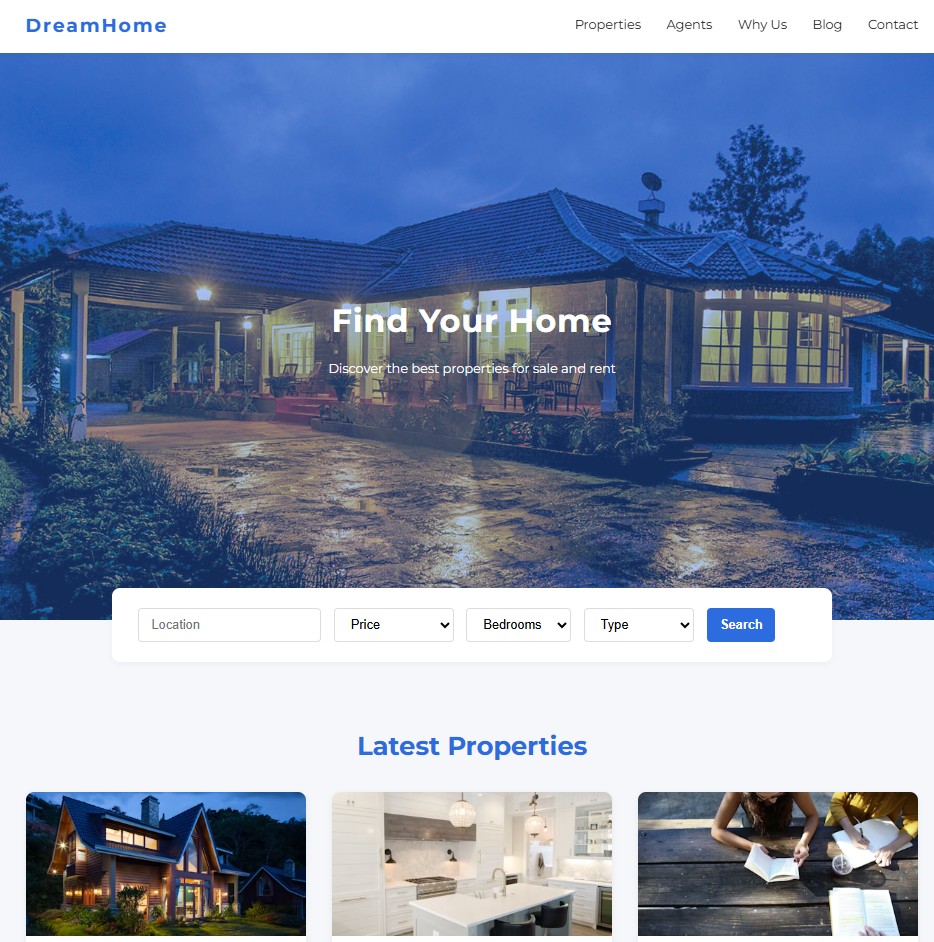 DreamHome
Properties Agents Why Us Blog Contact
Find Your Home
Discover the best properties for sale and rent
Location Price Bedrooms Type Search
Latest Properties